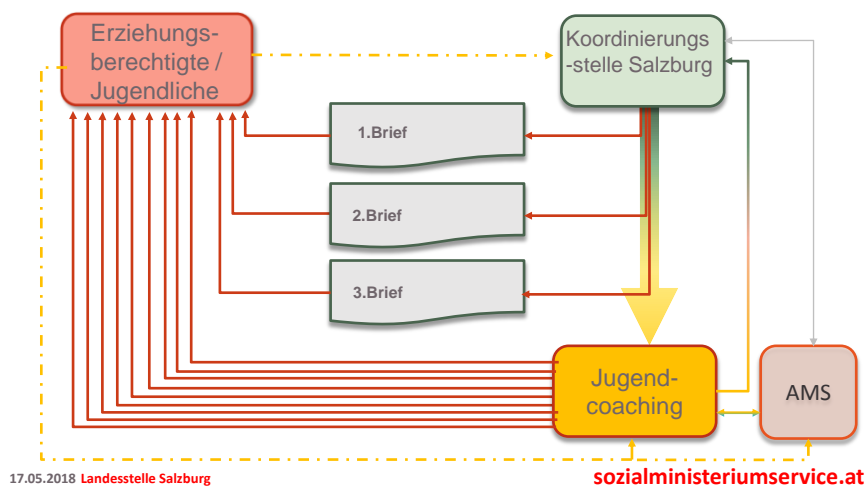 Erziehungs-
berechtigte /
Jugendliche
Koordinierungs
-stelle Salzburg
1.Brief
2.Brief
3.Brief
Jugend-
coaching
AMS
17.05.2018 Landesstelle Salzburg
sozialministeriumservice.at